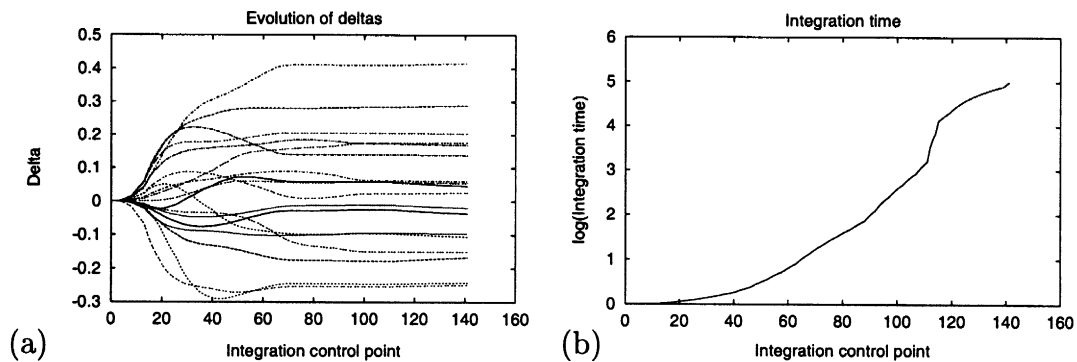 Evolution of deltas
0.5
0.4
0.3
0.2
0.1
0
-0.1
-0.2
-0.3
Delta
0 20 40 60 80 100 120 140 160
Integration control point
(a)
Integration time
6
5
4
3
2
1
0
log(Integration time)
0 20 40 60 80 100 120 140 160
Integration control point
(b)